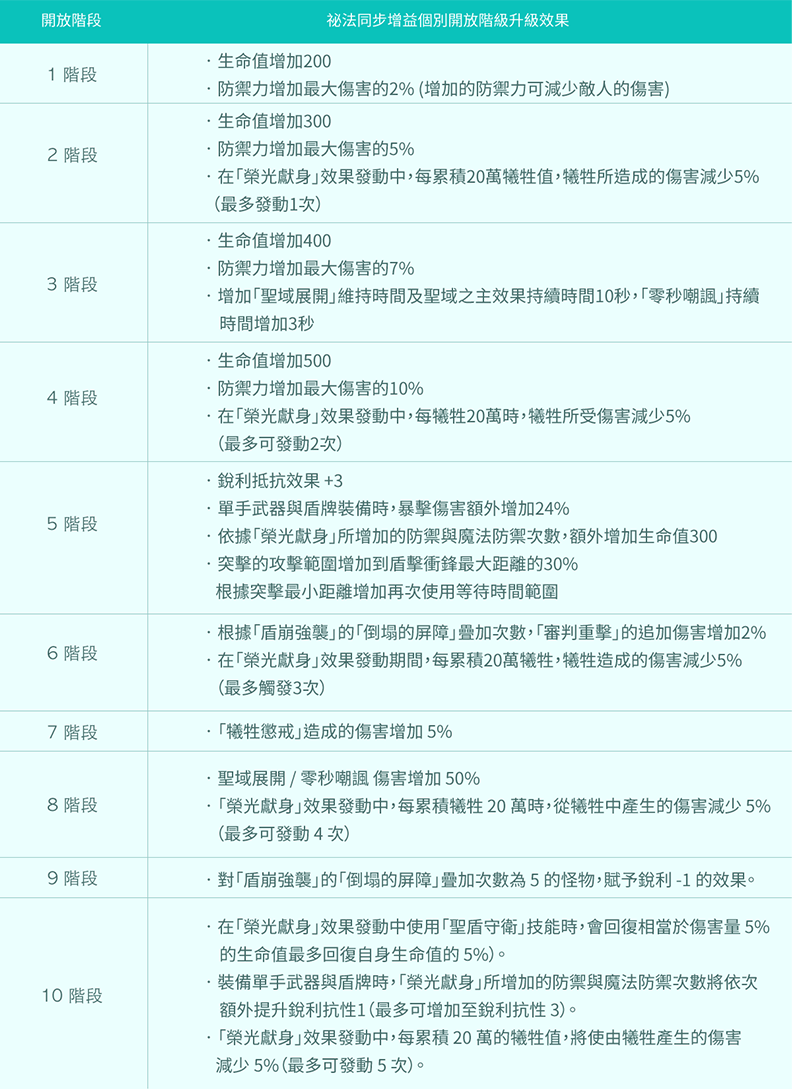 開放階段
祕法同步增益個別開放階級升級效果
1 階段
· 生命值增加200
· 防禦力增加最大傷害的2% (增加的防禦力可減少敵人的傷害)
2 階段
· 生命值增加300
· 防禦力增加最大傷害的5%
· 在「榮光獻身」效果發動中，每累積20萬犧牲值，犧牲所造成的傷害減少5%
（最多發動1次）
3 階段
· 生命值增加400
· 防禦力增加最大傷害的7%
· 增加「聖域展開」維持時間及聖域之主效果持續時間10秒，「零秒嘲諷」持續
時間增加3秒
4 階段
· 生命值增加500
· 防禦力增加最大傷害的10%
· 在「榮光獻身」效果發動中，每犧牲20萬時，犧牲所受傷害減少5%
（最多可發動2次）
5 階段
· 銳利抵抗效果 +3
· 單手武器與盾牌裝備時，暴擊傷害額外增加24%
· 依據「榮光獻身」所增加的防禦與魔法防禦次數，額外增加生命值300
· 突擊的攻擊範圍增加到盾擊衝鋒最大距離的30%
根據突擊最小距離增加再次使用等待時間範圍
6 階段
· 根據「盾崩強襲」的「倒塌的屏障」疊加次數，「審判重擊」的追加傷害增加2%
· 在「榮光獻身」效果發動期間，每累積20萬犧牲，犧牲造成的傷害減少5%
（最多觸發3次）
7 階段
· 「犧牲懲戒」造成的傷害增加 5%
8 階段
· 聖域展開 / 零秒嘲諷 傷害增加 50%
· 「榮光獻身」效果發動中，每累積犧牲 20 萬時，從犧牲中產生的傷害減少 5%
（最多可發動 4 次）
9 階段
· 對「盾崩強襲」的「倒塌的屏障」疊加次數為 5 的怪物，賦予銳利 -1 的效果。
10 階段
· 在「榮光獻身」效果發動中使用「聖盾守衛」技能時，會回復相當於傷害量 5%
的生命值最多回復自身生命值的 5%）。
· 裝備單手武器與盾牌時，「榮光獻身」所增加的防禦與魔法防禦次數將依次
額外提升銳利抗性1（最多可增加至銳利抗性 3）。
· 「榮光獻身」效果發動中，每累積 20 萬的犧牲值，將使由犧牲產生的傷害
減少 5%（最多可發動 5 次）。